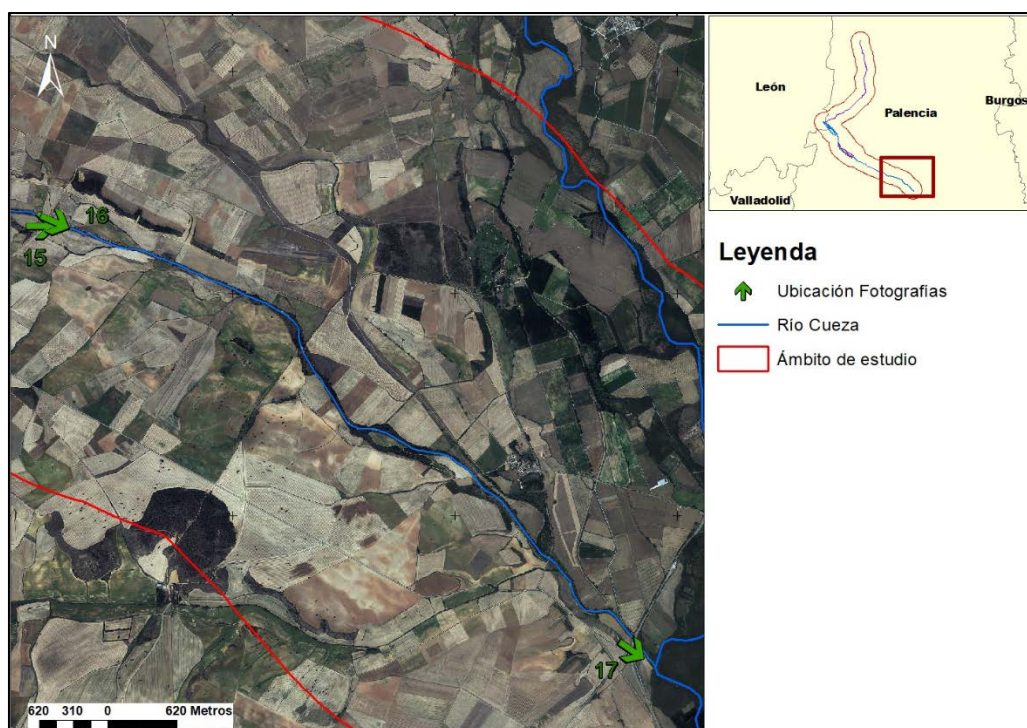 N
16
15
17
620 310 0 620 Metros
León
Palencia
Burgos
Valladolid
Leyenda
Ubicación Fotografías
Río Cueza
Ámbito de estudio